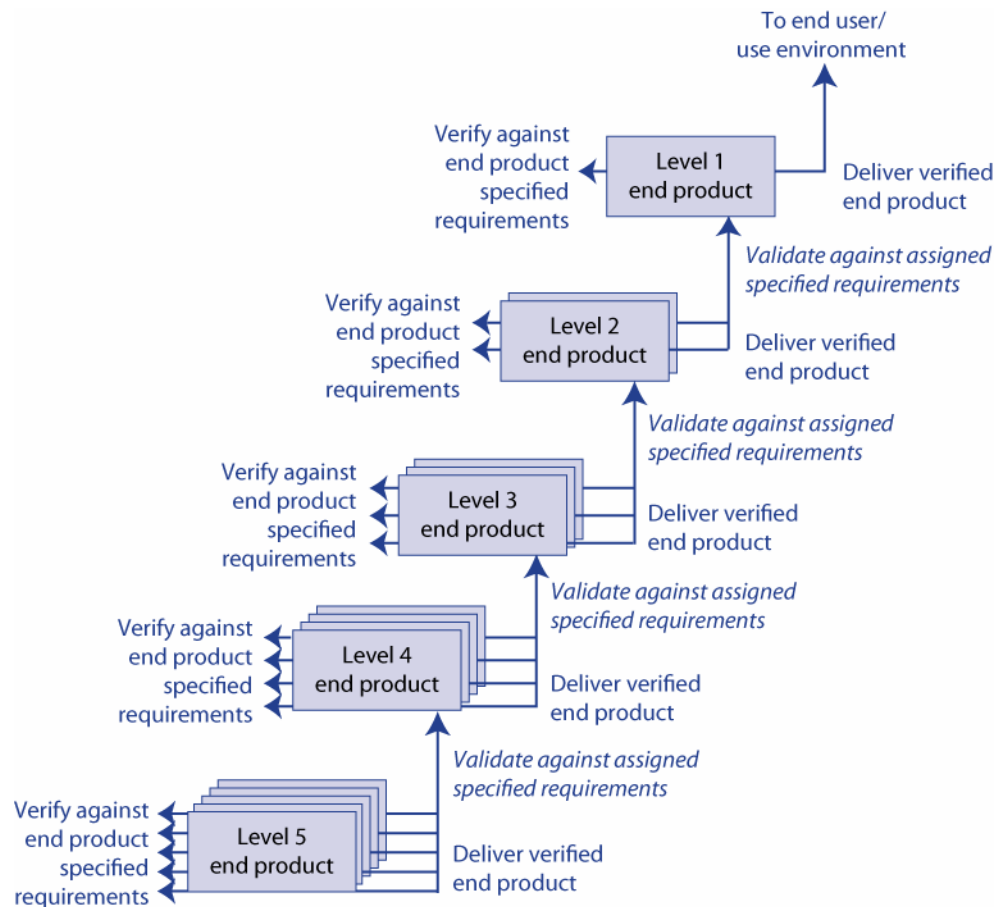 To end user/
use environment
Verify against
end product
specified
requirements
Level 1
end product
Deliver verified
end product
Validate against assigned
specified requirements
Verify against
end product
specified
requirements
Level 2
end product
Deliver verified
end product
Validate against assigned
specified requirements
Verify against
end product
specified
requirements
Level 3
end product
Deliver verified
end product
Validate against assigned
specified requirements
Verify against
end product
specified
requirements
Level 4
end product
Deliver verified
end product
Validate against assigned
specified requirements
Verify against
end product
specified
requirements
Level 5
end product
Deliver verified
end product